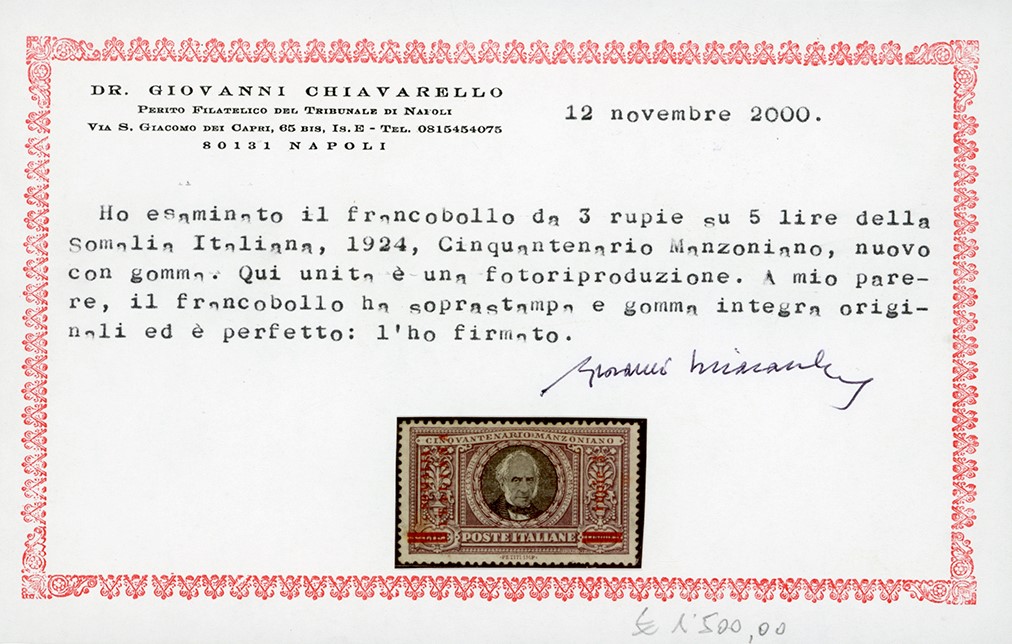 DR. GIOVANNI CHIAVARELLO
PERITO FILATELICO DEL TRIBUNALE DI NAPOLI
VIA S. GIACOMO DEI CAPRI, 65 BIS, IS. E - TEL. 0815454075
80131 NAPOLI
12 novembre 2000.
Ho esaminato il francobollo da 3 rupie su 5 lire della
Somalia Italiana, 1924, Cinquantenario Manzoniano, nuovo
con gomma. Qui unita è una fotoriproduzione. A mio pare-
re, il francobollo ha soprastampa e gomma integra origi-
nali ed è perfetto: l'ho firmato.
CINQVANTENARIO·MANZONIANO
SOMALIA
ITALIANA
POSTE ITALIANE
1'500,00